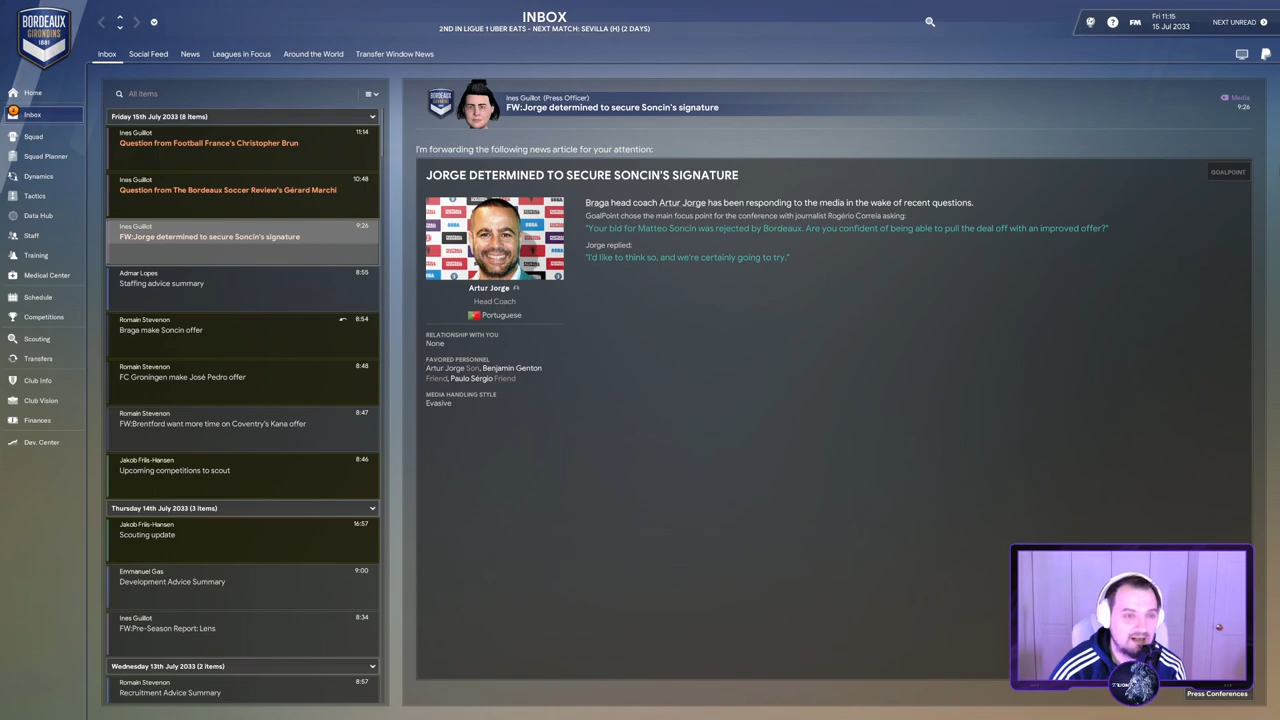 BORDEAUX
GIRONDINS
1881
INBOX
2ND IN LIGUE 1 UBER EATS - NEXT MATCH: SEVILLA (H) (2 DAYS)
FM
Fri 11:15
15 Jul 2033
NEXT UNREAD
Inbox
Social Feed
News
Leagues in Focus
Around the World
Transfer Window News
Home
Inbox
Squad
Squad Planner
Dynamics
Tactics
Data Hub
Staff
Training
Medical Center
Schedule
Competitions
Scouting
Transfers
Club Info
Club Vision
Finances
Dev. Center
All Items
Friday 15th July 2033 (8 items)
Ines Guillot 11:14
Question from Football France's Christopher Brun
Ines Guillot 10:48
Question from The Bordeaux Soccer Review's Gérard Marchi
Ines Guillot 9:26
FW:Jorge determined to secure Soncin's signature
Admar Lopes 8:55
Staffing advice summary
Romain Stevenon 8:54
Braga make Soncin offer
Romain Stevenon 8:48
FC Groningen make José Pedro offer
Romain Stevenon 8:47
FW:Brentford want more time on Coventry's Kana offer
Jakob Friis-Hansen 8:46
Upcoming competitions to scout
Thursday 14th July 2033 (3 items)
Jakob Friis-Hansen 16:57
Scouting update
Emmanuel Gas 9:00
Development Advice Summary
Ines Guillot 8:34
FW:Pre-Season Report: Lens
Wednesday 13th July 2033 (2 items)
Romain Stevenon 8:57
Recruitment Advice Summary
Ines Guillot (Press Officer)
FW:Jorge determined to secure Soncin's signature
Media
9:26
I'm forwarding the following news article for your attention:
JORGE DETERMINED TO SECURE SONCIN'S SIGNATURE
GOALPOINT
Braga head coach Artur Jorge has been responding to the media in the wake of recent questions.
GoalPoint chose the main focus point for the conference with journalist Rogério Correia asking:
"Your bid for Matteo Soncin was rejected by Bordeaux. Are you confident of being able to pull the deal off with an improved offer?"
Jorge replied:
"I'd like to think so, and we're certainly going to try."
Artur Jorge
Head Coach
Portuguese
RELATIONSHIP WITH YOU
None
FAVORED PERSONNEL
Artur Jorge Son, Benjamin Genton
Friend, Paulo Sérgio Friend
MEDIA HANDLING STYLE
Evasive
Press Conferences